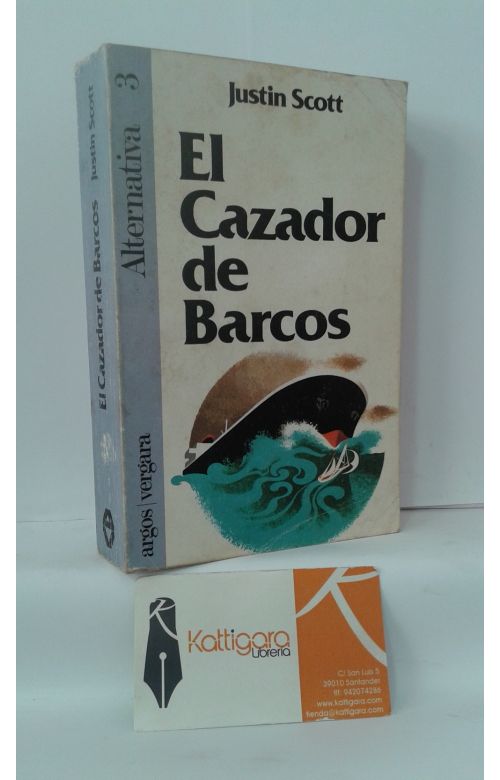 Justin Scott
El
Cazador
de
Barcos
Alternativa 3
argos|vergara
El Cazador de Barcos Justin Scott
Kattigara
Librería
C/ San Luis 5
39010 Santander
tlf. 942074286
www.kattigara.com
tienda@kattigara.com